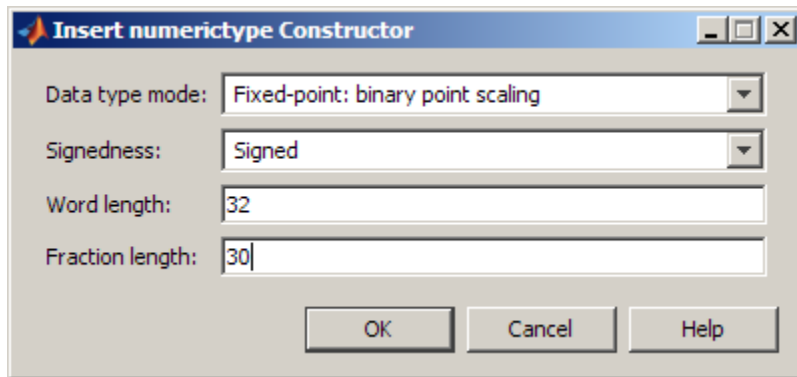 Insert numerictype Constructor
Data type mode: Fixed-point: binary point scaling
Signedness: Signed
Word length: 32
Fraction length: 30
OK Cancel Help